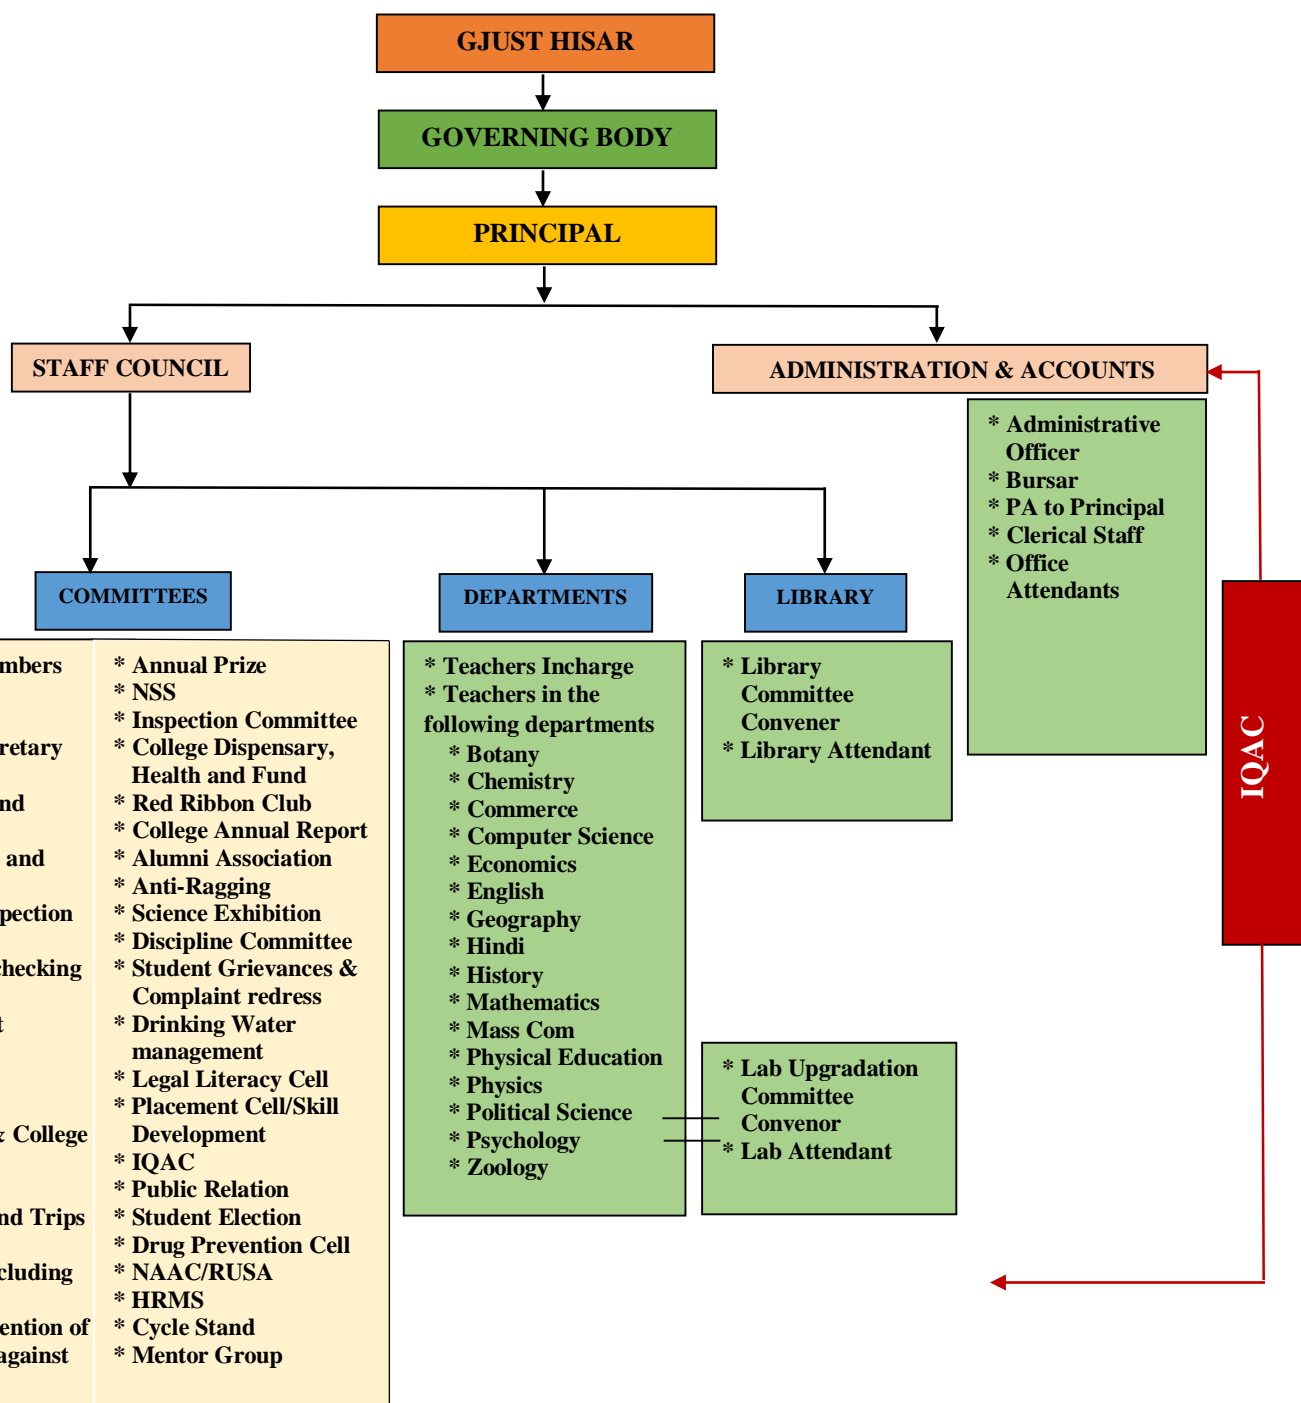 GJUST HISAR
GOVERNING BODY
PRINCIPAL
STAFF COUNCIL
ADMINISTRATION & ACCOUNTS
* Administrative
Officer
* Bursar
* PA to Principal
* Clerical Staff
* Office
Attendants
IQAC
COMMITTEES
DEPARTMENTS
LIBRARY
and
and
& College
Trips
of
against
* Annual Prize
* NSS
* Inspection Committee
* College Dispensary,
Health and Fund
* Red Ribbon Club
* College Annual Report
* Alumni Association
* Anti-Ragging
* Science Exhibition
* Discipline Committee
* Student Grievances &
Complaint redress
* Drinking Water
management
* Legal Literacy Cell
* Placement Cell/Skill
Development
* IQAC
* Public Relation
* Student Election
* Drug Prevention Cell
* NAAC/RUSA
* HRMS
* Cycle Stand
* Mentor Group
* Teachers Incharge
* Teachers in the
following departments
* Botany
* Chemistry
* Commerce
* Computer Science
* Economics
* English
* Geography
* Hindi
* History
* Mathematics
* Mass Com
* Physical Education
* Physics
* Political Science
* Psychology
* Zoology
* Library
Committee
Convener
* Library Attendant
* Lab Upgradation
Committee
Convenor
* Lab Attendant